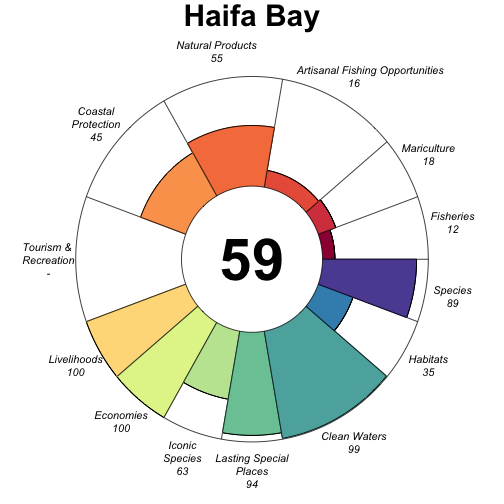 Haifa Bay
Natural Products
55
Artisanal Fishing Opportunities
16
Coastal
Protection
45
Mariculture
18
Fisheries
12
Tourism &
Recreation
-
59
Species
89
Habitats
35
Livelihoods
100
Economies
100
Clean Waters
99
Iconic
Species
63
Lasting Special
Places
94